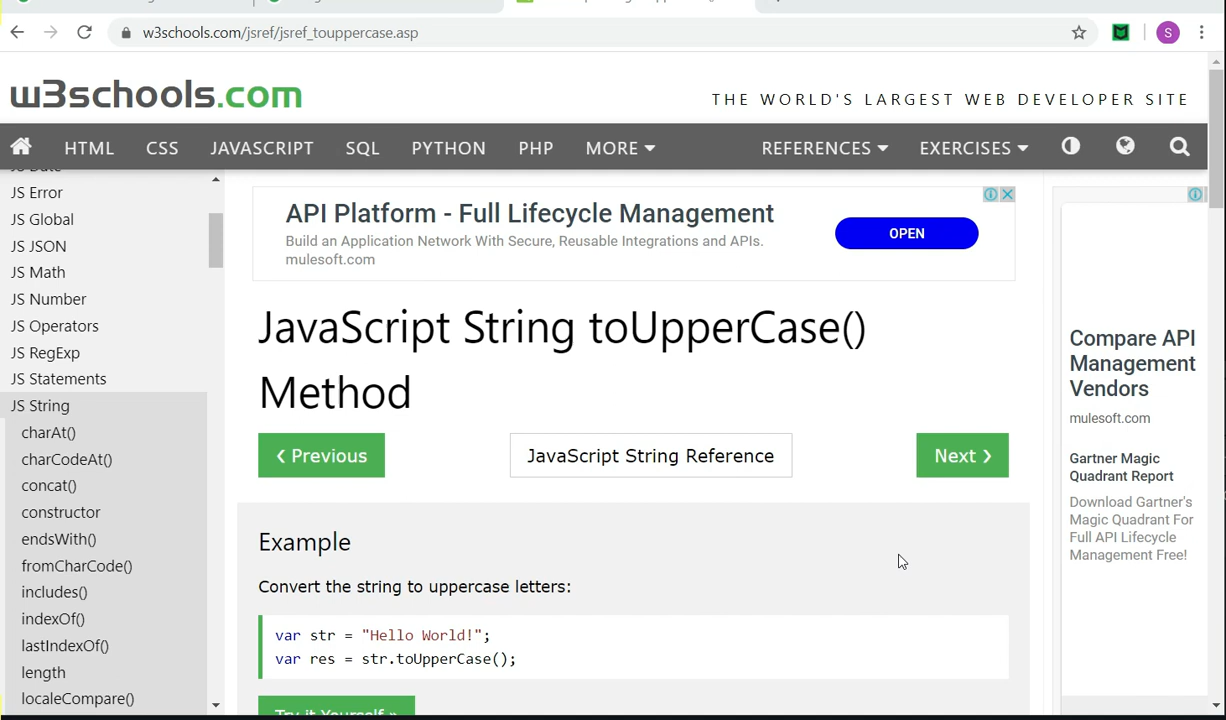 w3schools.com/jsref/jsref_touppercase.asp
S
w3schools.com
THE WORLD'S LARGEST WEB DEVELOPER SITE
HTML CSS JAVASCRIPT SQL PYTHON PHP MORE REFERENCES EXERCISES
JS Date
JS Error
JS Global
JS JSON
JS Math
JS Number
JS Operators
JS RegExp
JS Statements
JS String
charAt()
charCodeAt()
concat()
constructor
endsWith()
fromCharCode()
includes()
indexOf()
lastIndexOf()
length
localeCompare()
API Platform - Full Lifecycle Management
Build an Application Network With Secure, Reusable Integrations and APIs.
mulesoft.com
OPEN
JavaScript String toUpperCase()
Method
❮ Previous
JavaScript String Reference
Next ❯
Example
Convert the string to uppercase letters:
var str = "Hello World!";
var res = str.toUpperCase();
Try it Yourself »
Compare API
Management
Vendors
mulesoft.com
Gartner Magic
Quadrant Report
Download Gartner's
Magic Quadrant For
Full API Lifecycle
Management Free!